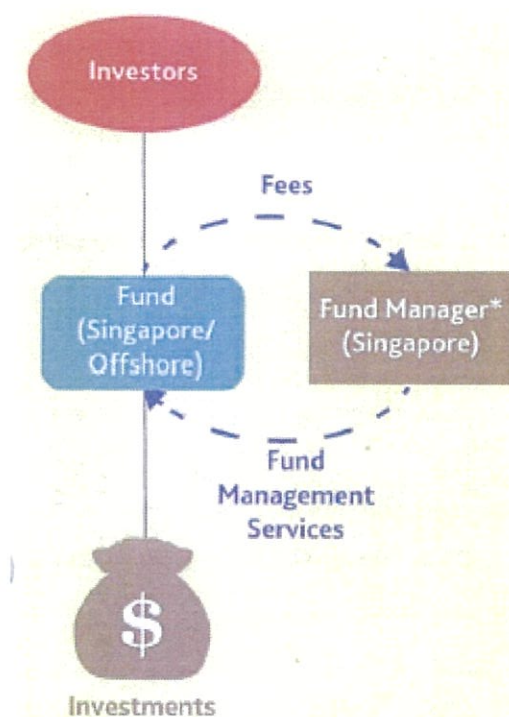 Investors
Fees
Fund
(Singapore/
Offshore)
Fund Manager*
(Singapore)
Fund
Management
Services
$
Investments